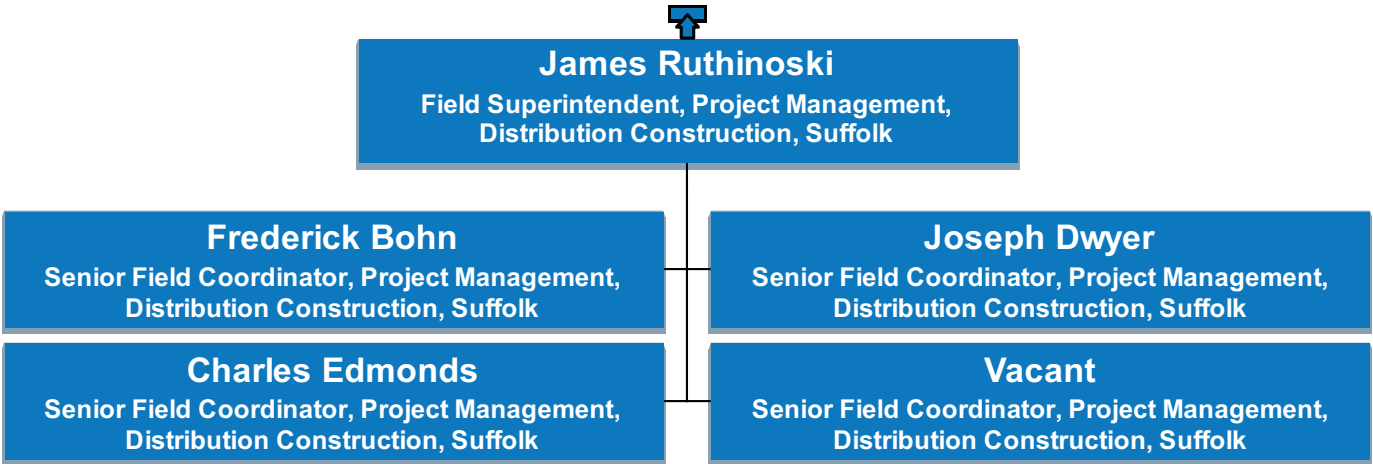 James Ruthinoski
Field Superintendent, Project Management,
Distribution Construction, Suffolk
Frederick Bohn
Senior Field Coordinator, Project Management,
Distribution Construction, Suffolk
Joseph Dwyer
Senior Field Coordinator, Project Management,
Distribution Construction, Suffolk
Charles Edmonds
Senior Field Coordinator, Project Management,
Distribution Construction, Suffolk
Vacant
Senior Field Coordinator, Project Management,
Distribution Construction, Suffolk